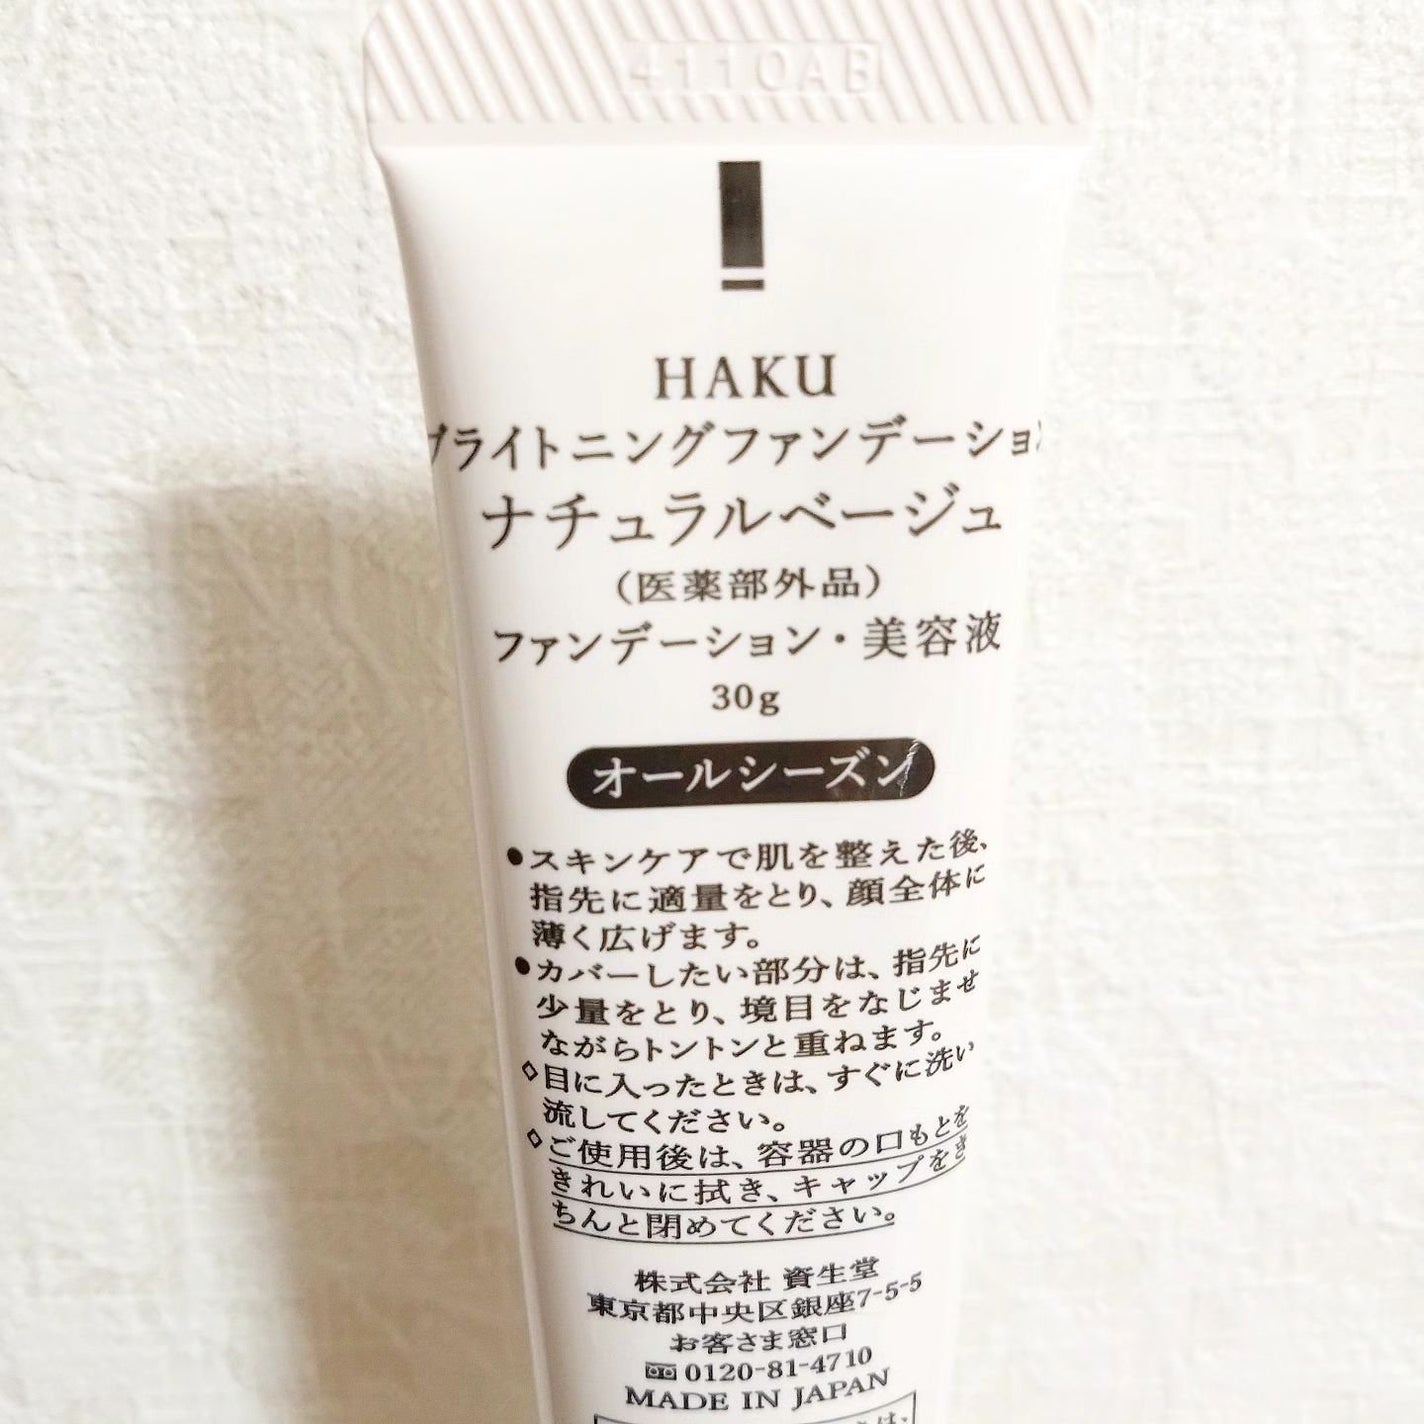 4110AB
HAKU
ブライトニングファンデーション
ナチュラルベージュ
（医薬部外品）
ファンデーション・美容液
30g
オールシーズン
●スキンケアで肌を整えた後、
指先に適量をとり、顔全体に
薄く広げます。
●カバーしたい部分は、指先に
少量をとり、境目をなじませ
ながらトントンと重ねます。
◇目に入ったときは、すぐに洗い
流してください。
◇ご使用後は、容器の口もとを
きれいに拭き、キャップをき
ちんと閉めてください。
株式会社 資生堂
東京都中央区銀座7-5-5
お客さま窓口
0120-81-4710
MADE IN JAPAN